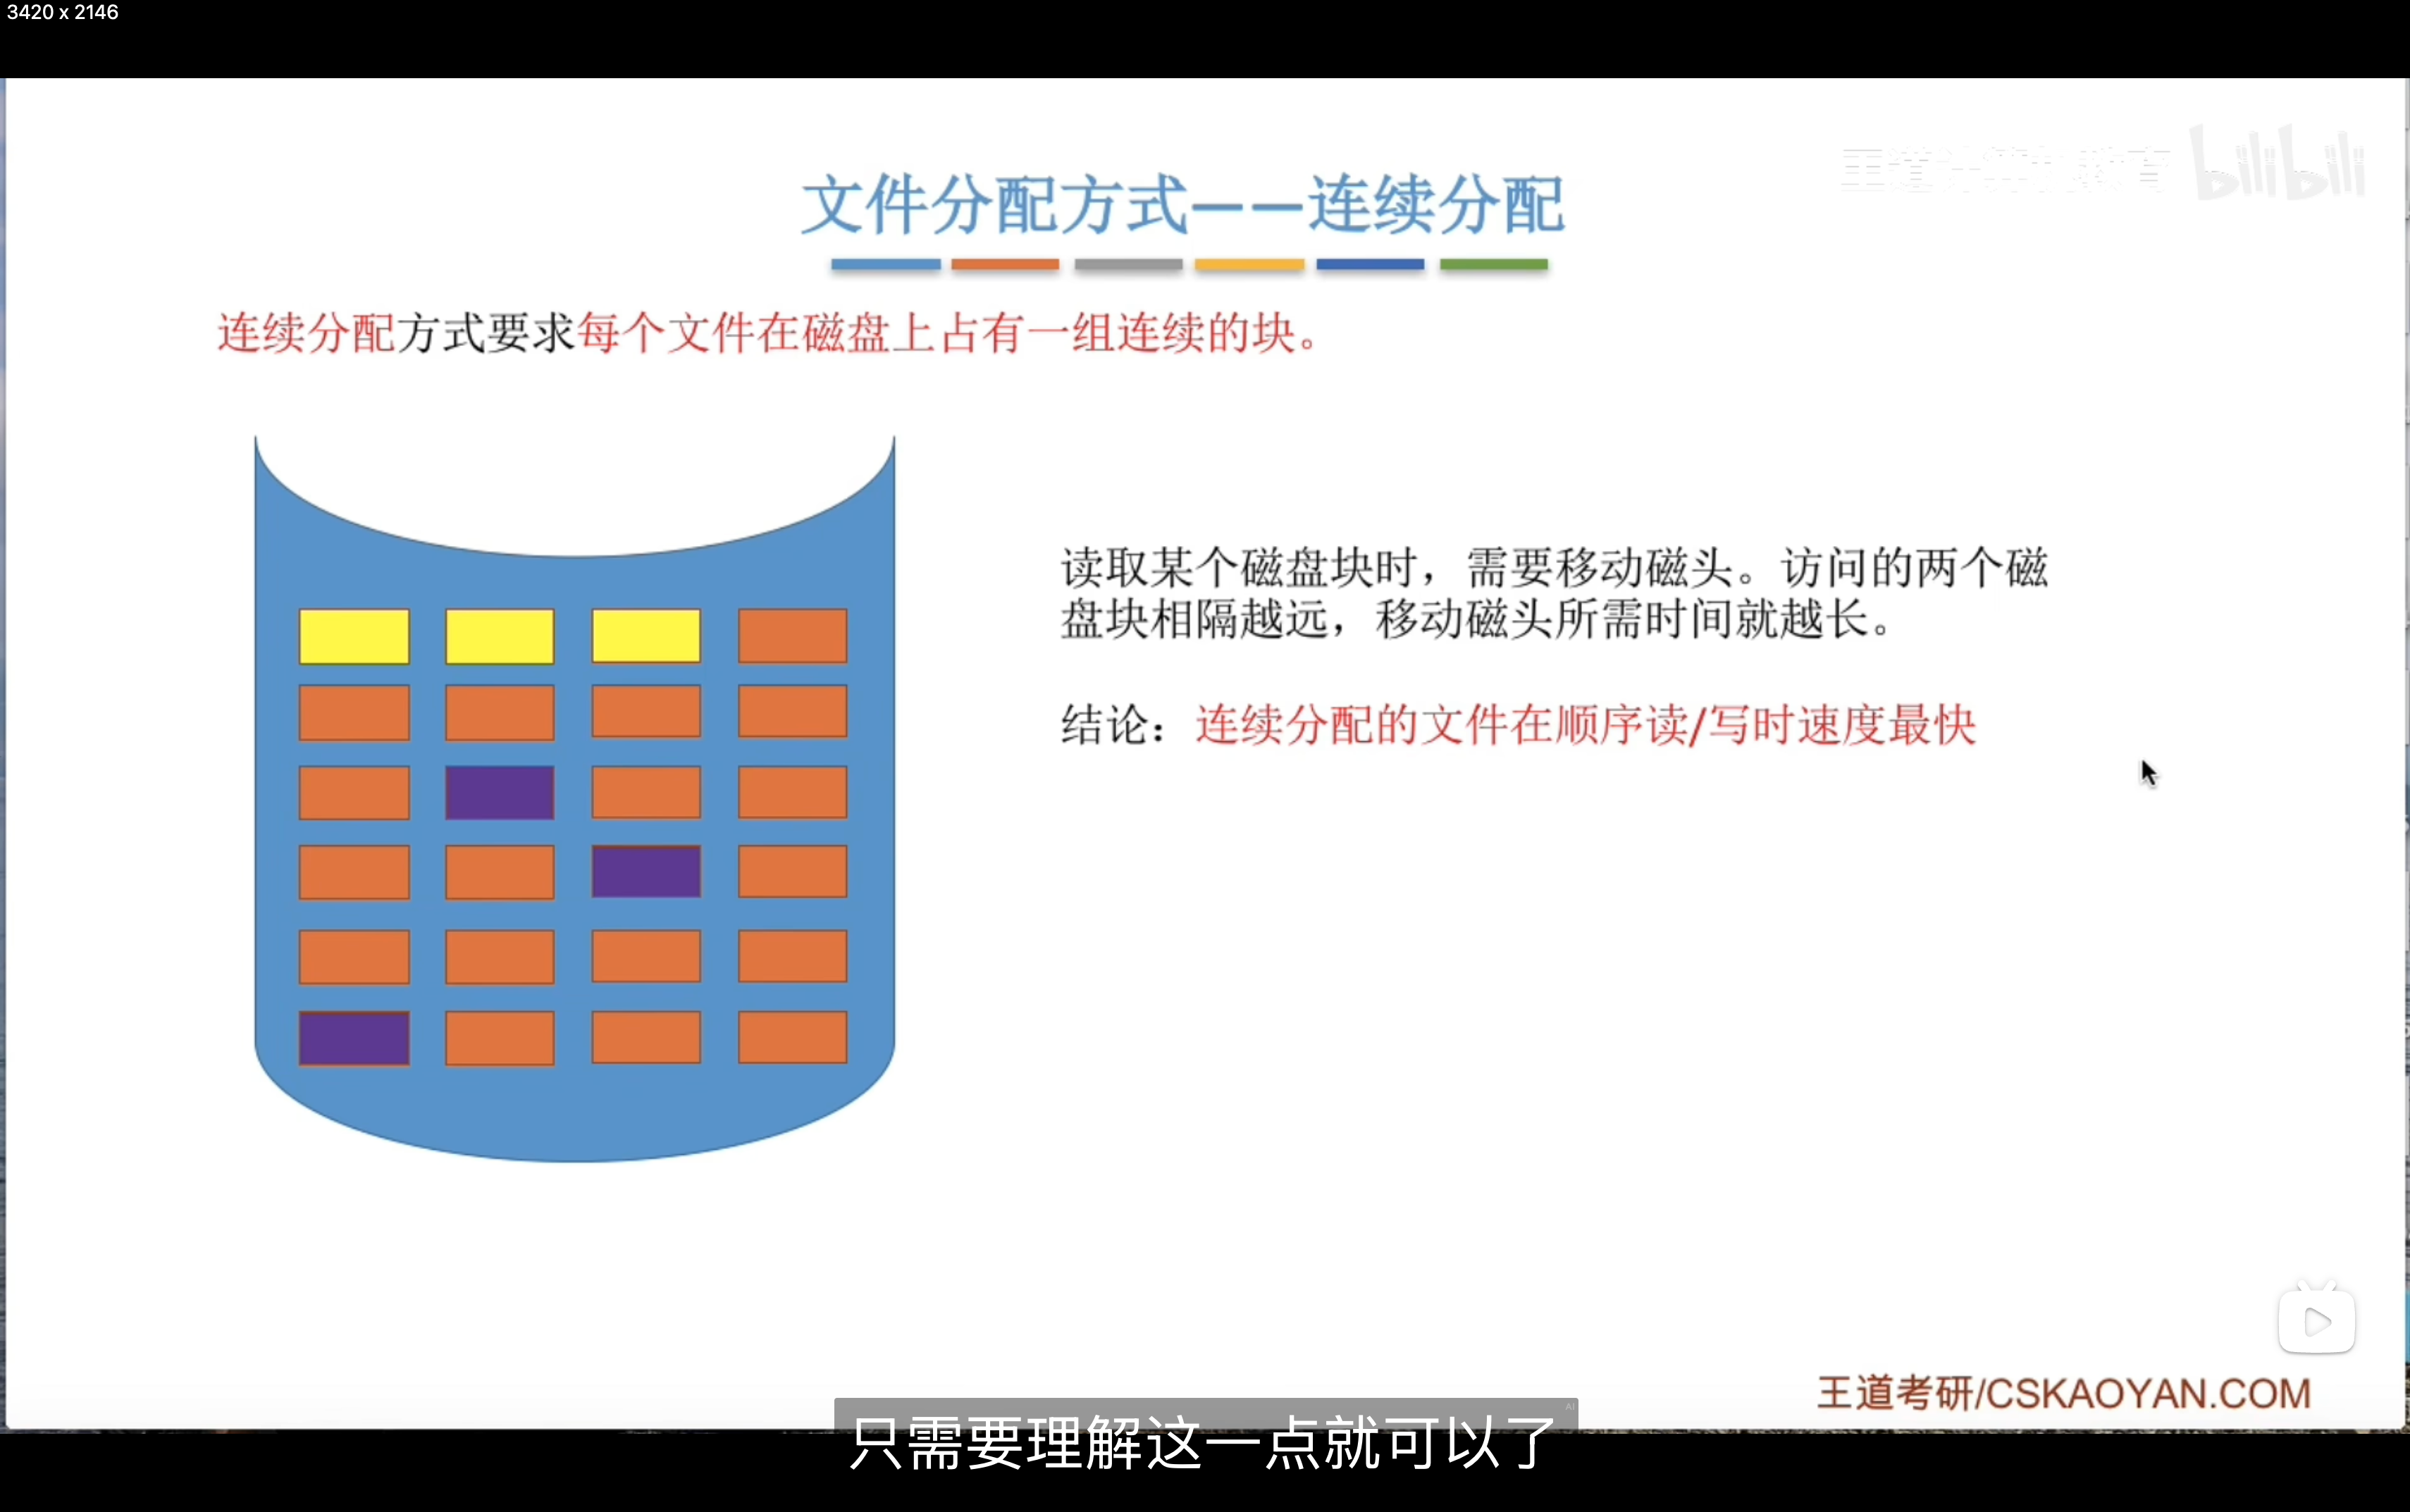 3420 x 2146
王道计算机教育 bilibili
文件分配方式——连续分配
连续分配方式要求每个文件在磁盘上占有一组连续的块。
读取某个磁盘块时，需要移动磁头。访问的两个磁
盘块相隔越远，移动磁头所需时间就越长。
结论：连续分配的文件在顺序读/写时速度最快
王道考研/CSKAOYAN.COM
AI
只需要理解这一点就可以了